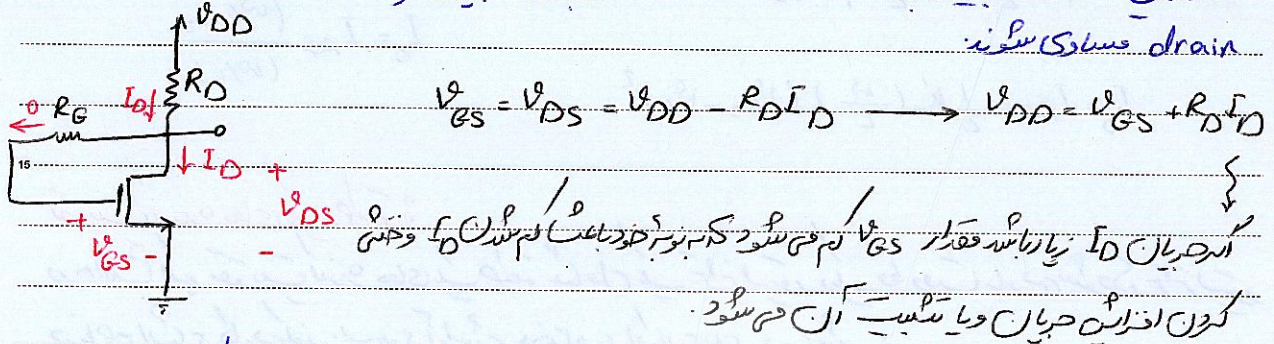 drain مساوی شوند.
V_DD
R_D
I_D
0
R_G
V_GS = V_DS = V_DD - R_D I_D ⟶ V_DD = V_GS + R_D I_D
15
I_D
+
V_DS
-
+
V_GS -
اگر جریان I_D زیاد باشد مقدار V_GS کم می شود که به نوبهٔ خود باعث کم شدن I_D و خنثی
کردن افزایش جریان و یا تثبیت آن می شود.